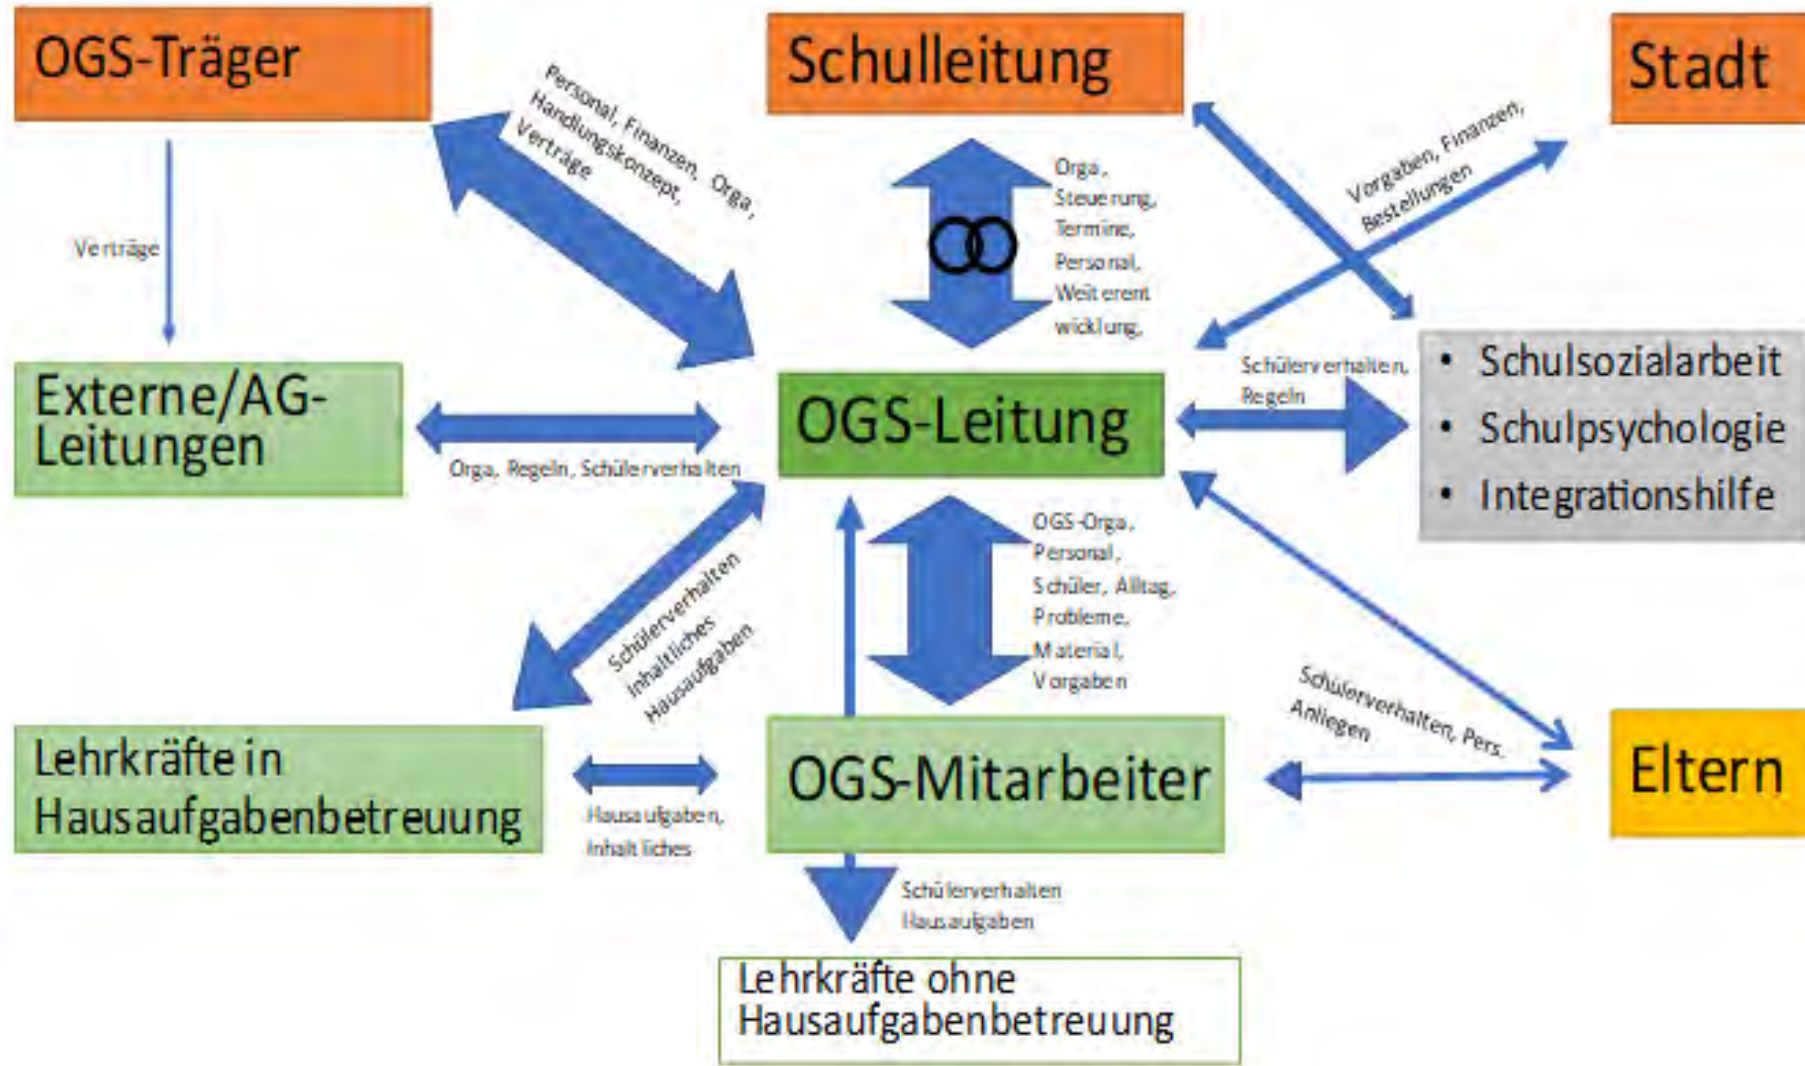 OGS-Träger
Schulleitung
Stadt
Personal, Finanzen, Orga,
Handlungskonzept,
Verträge
Orga,
Steuerung,
Termine,
Personal,
Weiterent
wicklung,
Vorgaben, Finanzen,
Bestellungen
Verträge
Externe/AG-
Leitungen
Orga, Regeln, Schülerverhalten
OGS-Leitung
Schülerverhalten,
Regeln
• Schulsozialarbeit
• Schulpsychologie
• Integrationshilfe
Schülerverhalten
Inhaltliches
Hausaufgaben
OGS-Orga,
Personal,
Schüler, Alltag,
Probleme,
Material,
Vorgaben
Schülerverhalten, Pers.
Anliegen
Lehrkräfte in
Hausaufgabenbetreuung
Hausaufgaben,
Inhaltliches
OGS-Mitarbeiter
Eltern
Schülerverhalten
Hausaufgaben
Lehrkräfte ohne
Hausaufgabenbetreuung